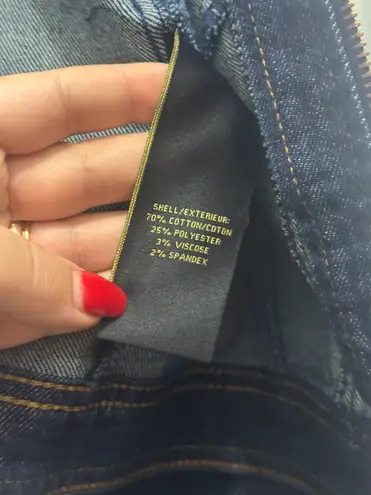 SHELL/EXTERIEUR:
70% COTTON/COTON
25% POLYESTER
3% VISCOSE
2% SPANDEX